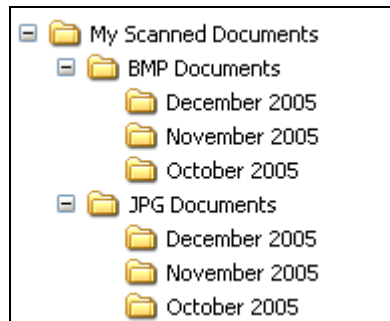 My Scanned Documents
BMP Documents
December 2005
November 2005
October 2005
JPG Documents
December 2005
November 2005
October 2005